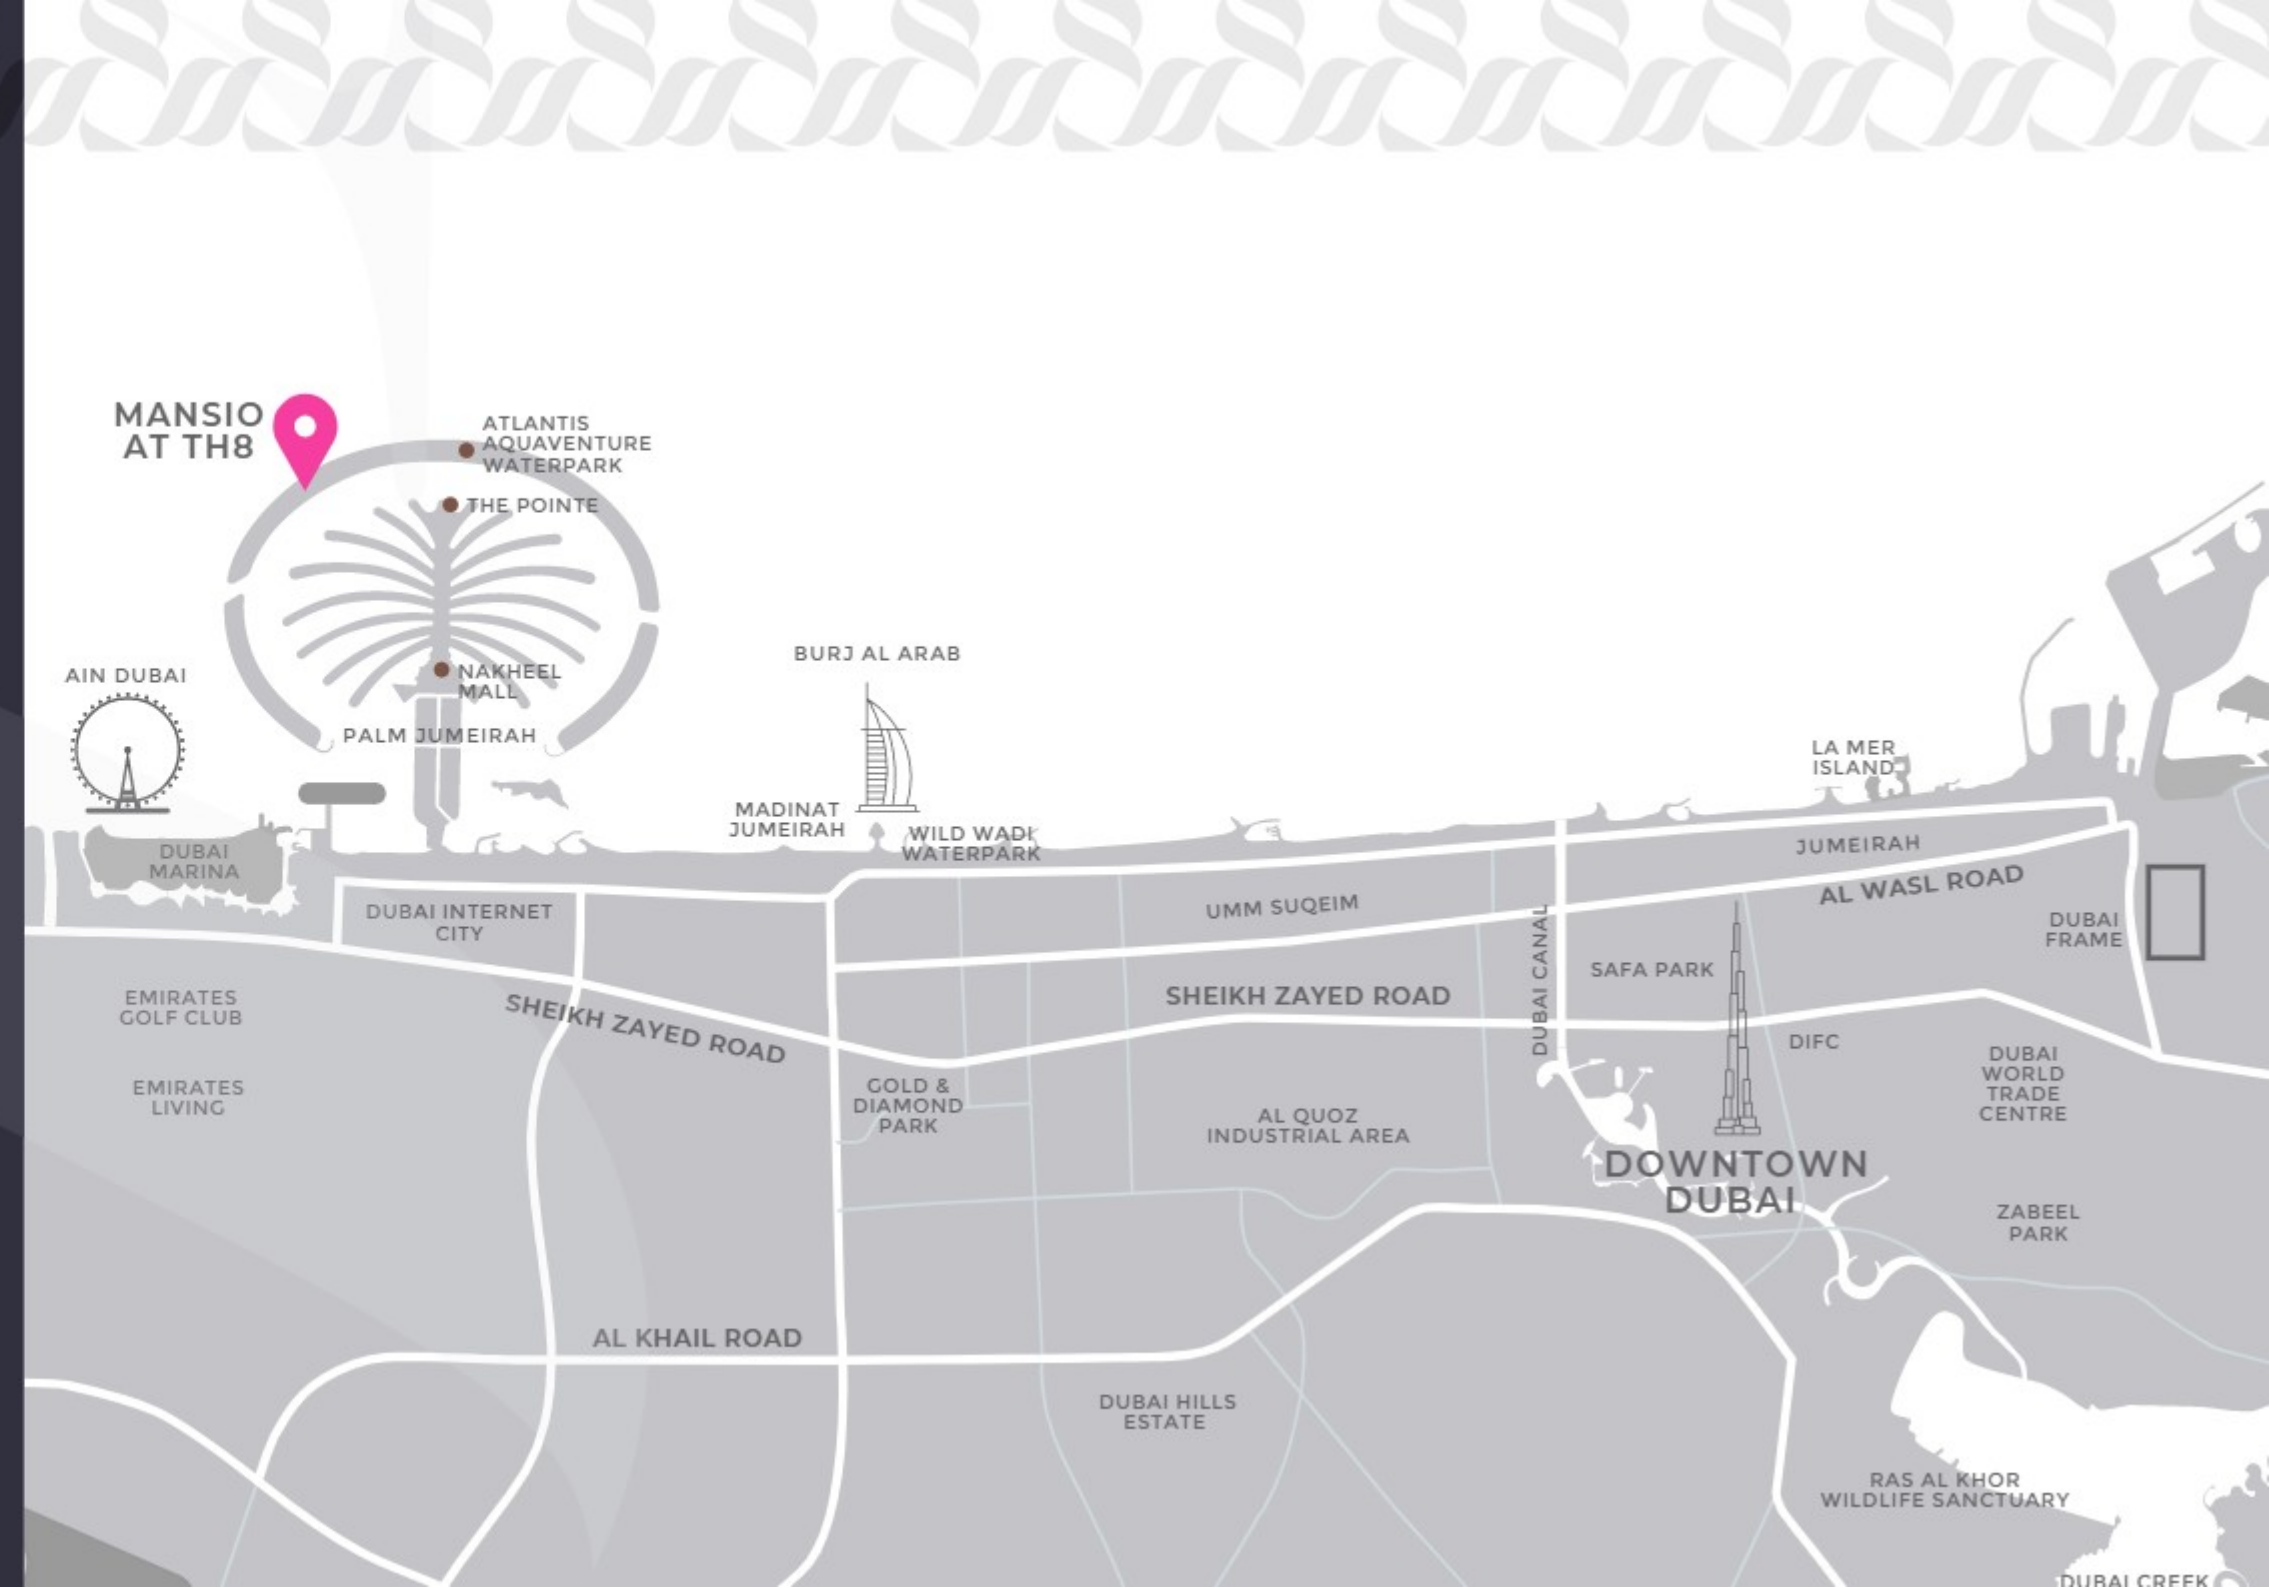 MANSIO
AT TH8
ATLANTIS
AQUAVENTURE
WATERPARK
THE POINTE
NAKHEEL
MALL
PALM JUMEIRAH
AIN DUBAI
BURJ AL ARAB
MADINAT
JUMEIRAH
WILD WADI
WATERPARK
LA MER
ISLAND
DUBAI
MARINA
DUBAI INTERNET
CITY
UMM SUQEIM
JUMEIRAH
AL WASL ROAD
DUBAI
FRAME
DUBAI CANAL
SAFA PARK
EMIRATES
GOLF CLUB
SHEIKH ZAYED ROAD
SHEIKH ZAYED ROAD
DIFC
EMIRATES
LIVING
GOLD &
DIAMOND
PARK
AL QUOZ
INDUSTRIAL AREA
DUBAI
WORLD
TRADE
CENTRE
DOWNTOWN
DUBAI
ZABEEL
PARK
AL KHAIL ROAD
DUBAI HILLS
ESTATE
RAS AL KHOR
WILDLIFE SANCTUARY
DUBAI CREEK